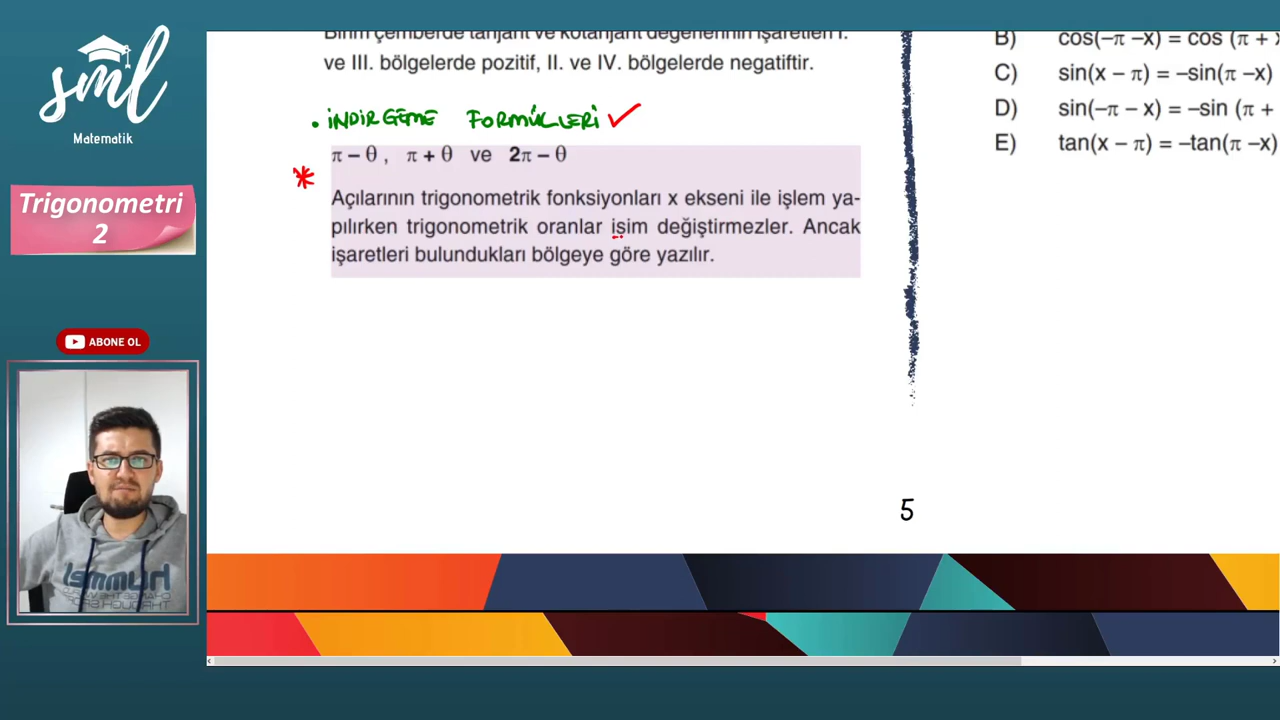 sml
Matematik
Trigonometri
2
ABONE OL
hummel
Birim çemberde tanjant ve kotanjant değerlerinin işaretleri I.
ve III. bölgelerde pozitif, II. ve IV. bölgelerde negatiftir.
• İNDİRGEME FORMÜLLERİ ✓
π – θ , π + θ ve 2π – θ
* Açılarının trigonometrik fonksiyonları x ekseni ile işlem ya-
pılırken trigonometrik oranlar isim değiştirmezler. Ancak
işaretleri bulundukları bölgeye göre yazılır.
B) cos(–π –x) = cos (π + x
C) sin(x – π) = –sin(π –x)
D) sin(–π – x) = –sin (π +
E) tan(x – π) = –tan(π –x)
5